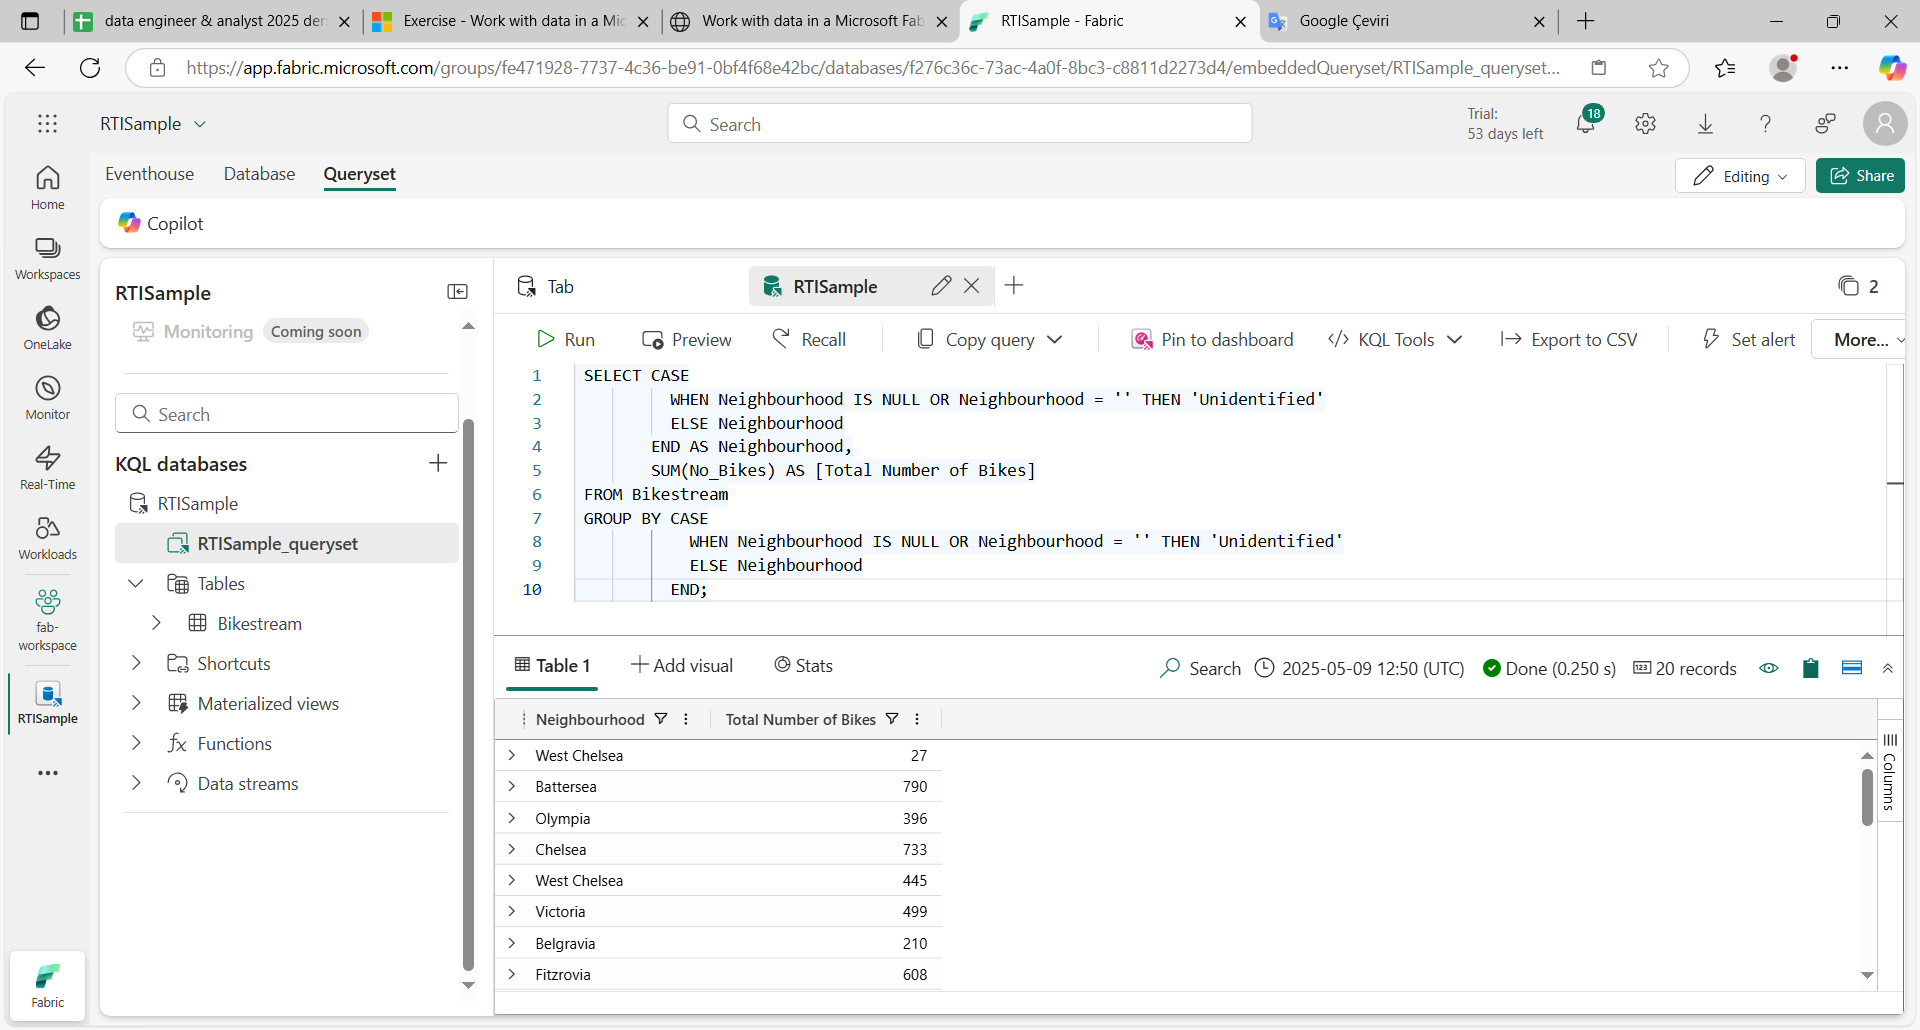 data engineer & analyst 2025 der
Exercise - Work with data in a Mic
Work with data in a Microsoft Fab
RTISample - Fabric
Google Çeviri
https://app.fabric.microsoft.com/groups/fe471928-7737-4c36-be91-0bf4f68e42bc/databases/f276c36c-73ac-4a0f-8bc3-c8811d2273d4/embeddedQueryset/RTISample_queryset...
RTISample
Search
Trial:
53 days left
18
Home
Workspaces
OneLake
Monitor
Real-Time
Workloads
fab-
workspace
RTISample
Fabric
Eventhouse
Database
Queryset
Editing
Share
Copilot
RTISample
Monitoring
Coming soon
Search
KQL databases
RTISample
RTISample_queryset
Tables
Bikestream
Shortcuts
Materialized views
Functions
Data streams
Tab
RTISample
2
Run
Preview
Recall
Copy query
Pin to dashboard
KQL Tools
Export to CSV
Set alert
More...
1 SELECT CASE
2 WHEN Neighbourhood IS NULL OR Neighbourhood = '' THEN 'Unidentified'
3 ELSE Neighbourhood
4 END AS Neighbourhood,
5 SUM(No_Bikes) AS [Total Number of Bikes]
6 FROM Bikestream
7 GROUP BY CASE
8 WHEN Neighbourhood IS NULL OR Neighbourhood = '' THEN 'Unidentified'
9 ELSE Neighbourhood
10 END;
Table 1
Add visual
Stats
Search
2025-05-09 12:50 (UTC)
Done (0.250 s)
123
20 records
Neighbourhood Total Number of Bikes
West Chelsea 27
Battersea 790
Olympia 396
Chelsea 733
West Chelsea 445
Victoria 499
Belgravia 210
Fitzrovia 608
Columns